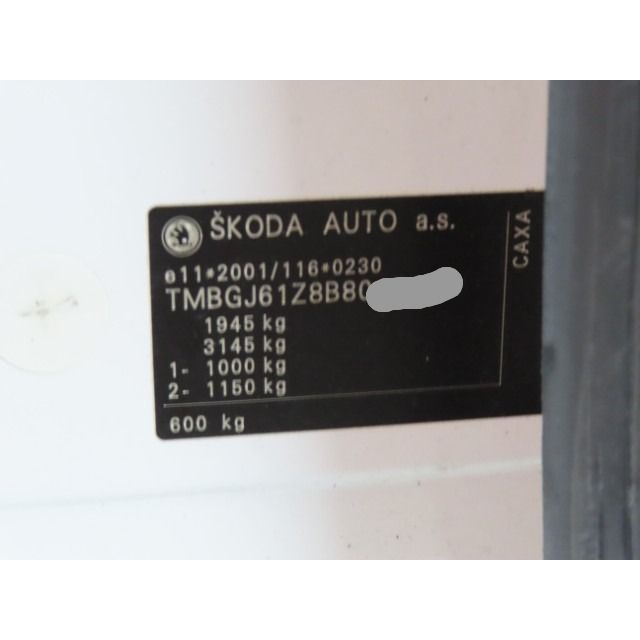 ŠKODA AUTO a.s.
e11*2001/116*0230
TMBGJ61Z8B80
1945 kg
3145 kg
1- 1000 kg
2- 1150 kg
600 kg
CAXA